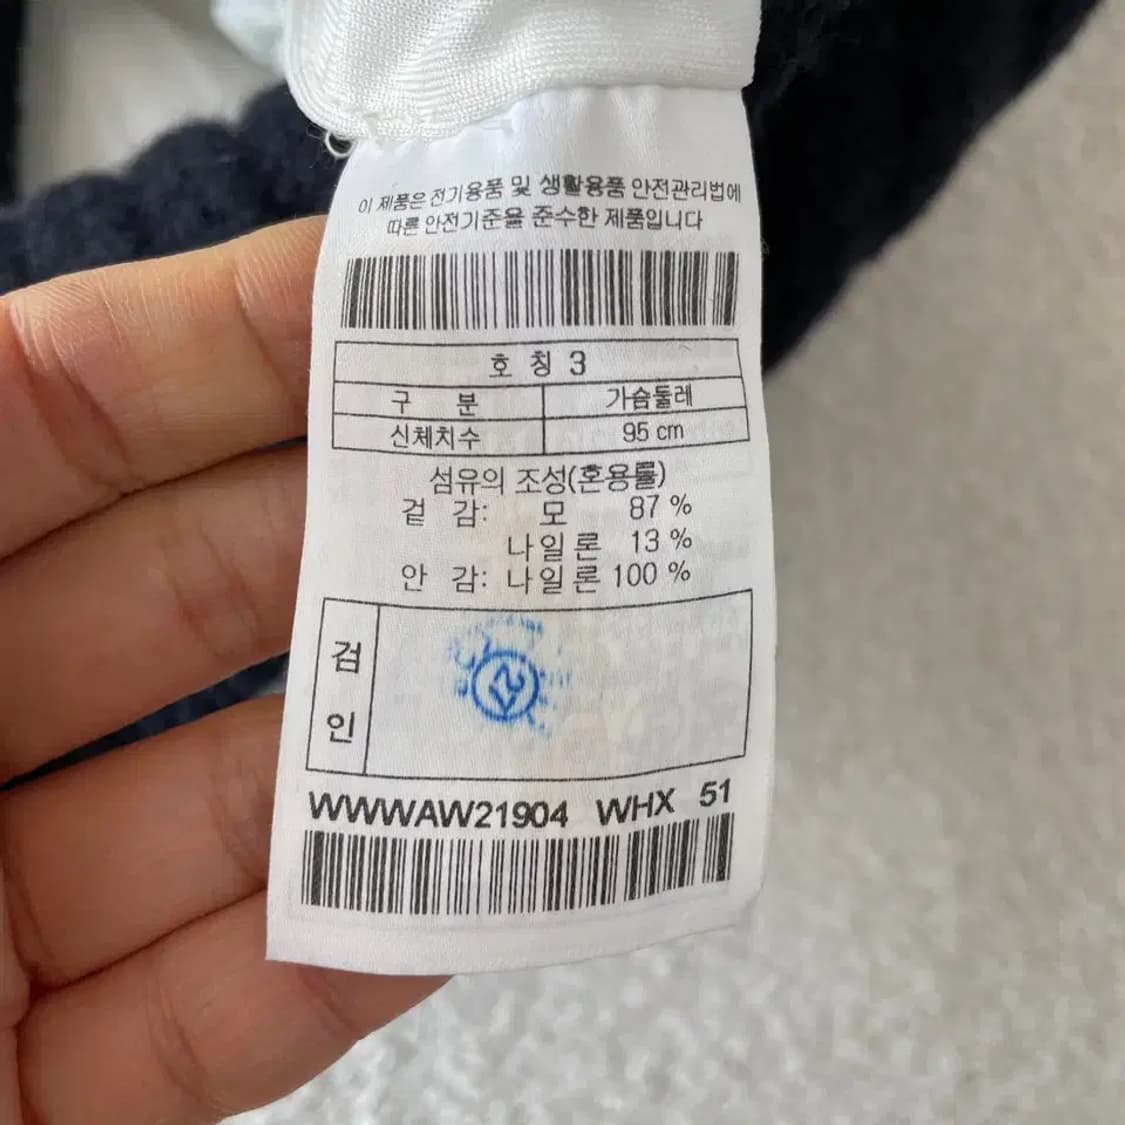 이 제품은 전기용품 및 생활용품 안전관리법에
따른 안전기준을 준수한 제품입니다
호 칭 3
구 분 가슴둘레
신체치수 95 cm
섬유의 조성(혼용률)
겉 감: 모 87 %
나일론 13 %
안 감: 나일론 100 %
검
인
WWWAW21904 WHX 51